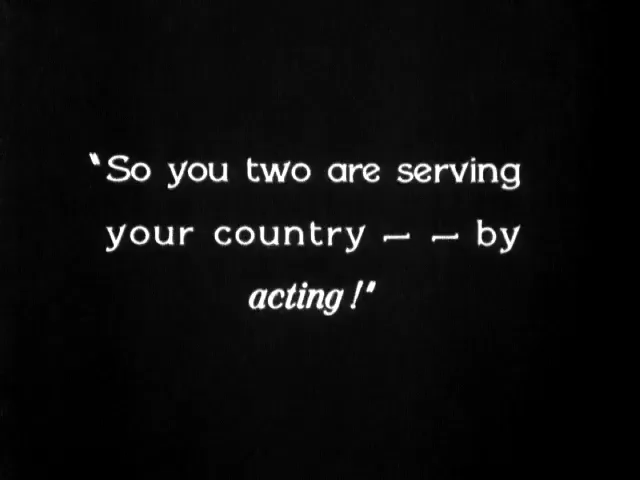 "So you two are serving
your country — — by
acting!"